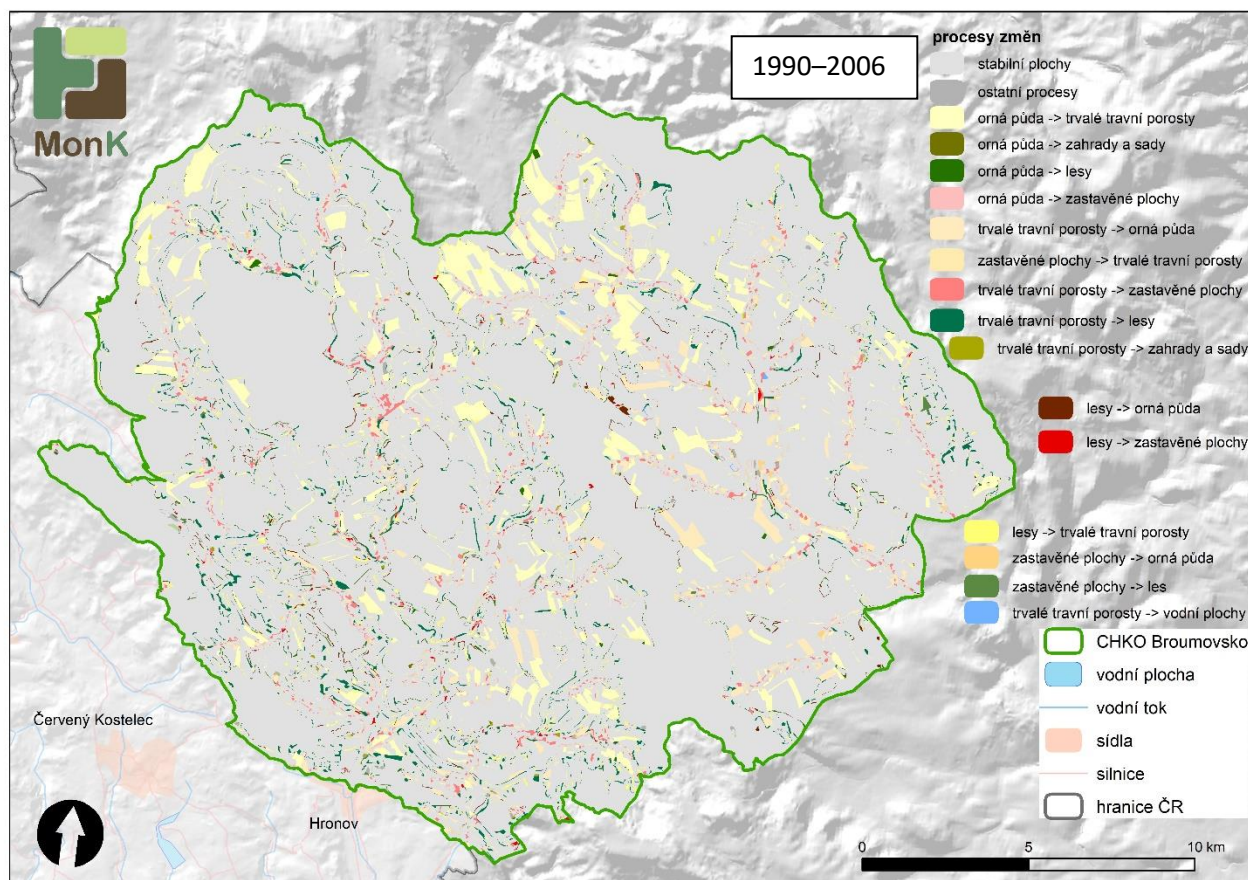 MonK
1990–2006
procesy změn
stabilní plochy
ostatní procesy
orná půda -> trvalé travní porosty
orná půda -> zahrady a sady
orná půda -> lesy
orná půda -> zastavěné plochy
trvalé travní porosty -> orná půda
zastavěné plochy -> trvalé travní porosty
trvalé travní porosty -> zastavěné plochy
trvalé travní porosty -> lesy
trvalé travní porosty -> zahrady a sady
lesy -> orná půda
lesy -> zastavěné plochy
lesy -> trvalé travní porosty
zastavěné plochy -> orná půda
zastavěné plochy -> les
trvalé travní porosty -> vodní plochy
CHKO Broumovsko
vodní plocha
vodní tok
sídla
silnice
hranice ČR
Červený Kostelec
Hronov
0 5 10 km